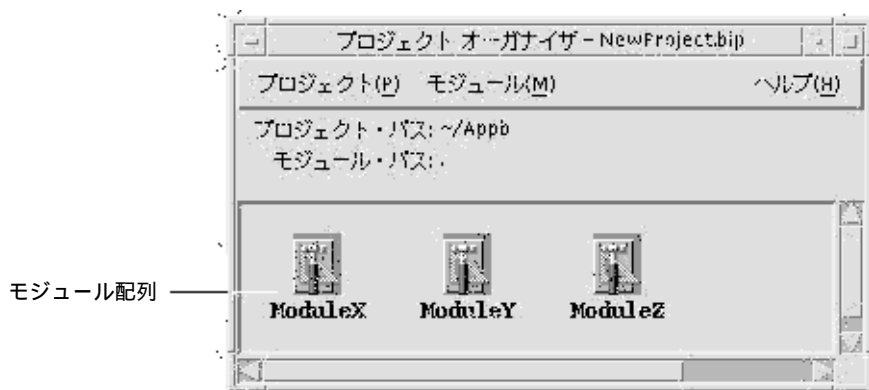 プロジェクト オーガナイザ – NewProject.bip
プロジェクト(P) モジュール(M) ヘルプ(H)
プロジェクト・パス: ~/Appb
モジュール・パス: .
モジュール配列
ModuleX ModuleY ModuleZ